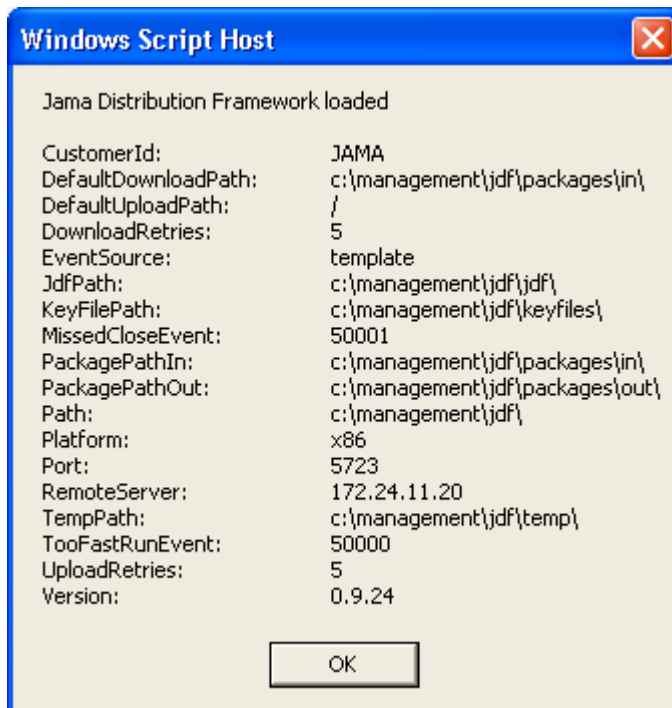 Windows Script Host
Jama Distribution Framework loaded
CustomerId: JAMA
DefaultDownloadPath: c:\management\jdf\packages\in\
DefaultUploadPath: /
DownloadRetries: 5
EventSource: template
JdfPath: c:\management\jdf\jdf\
KeyFilePath: c:\management\jdf\keyfiles\
MissedCloseEvent: 50001
PackagePathIn: c:\management\jdf\packages\in\
PackagePathOut: c:\management\jdf\packages\out\
Path: c:\management\jdf\
Platform: x86
Port: 5723
RemoteServer: 172.24.11.20
TempPath: c:\management\jdf\temp\
TooFastRunEvent: 50000
UploadRetries: 5
Version: 0.9.24
OK